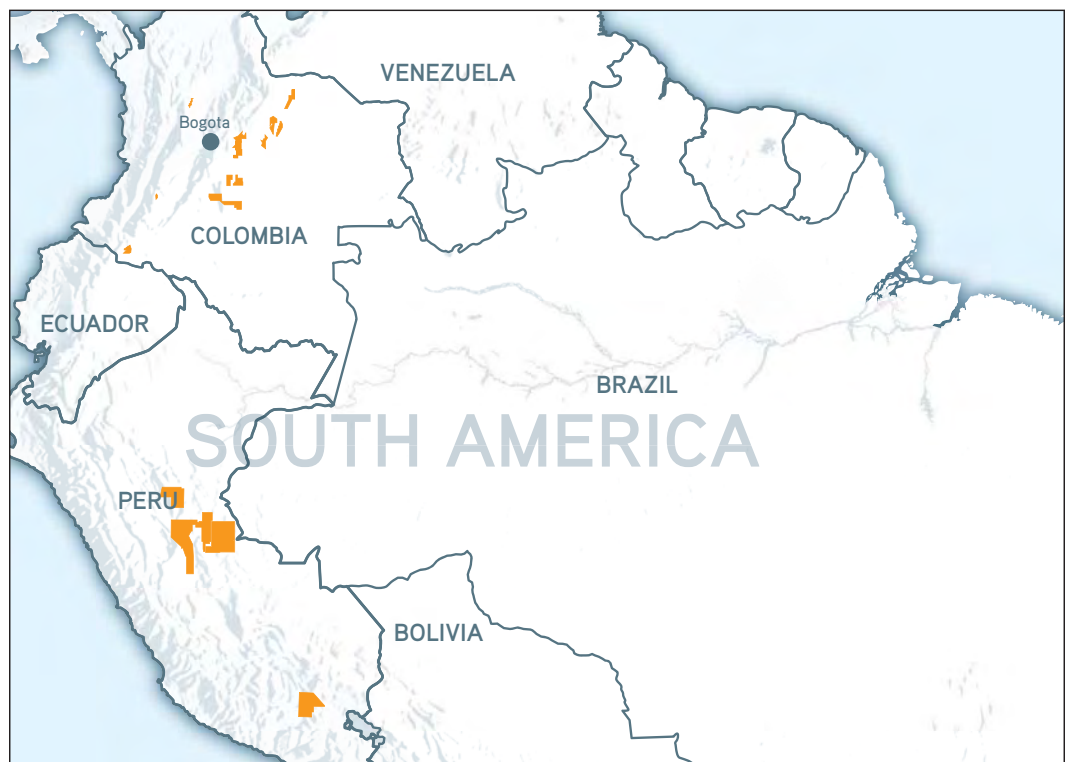 VENEZUELA
Bogota
COLOMBIA
ECUADOR
BRAZIL
SOUTH AMERICA
PERU
BOLIVIA